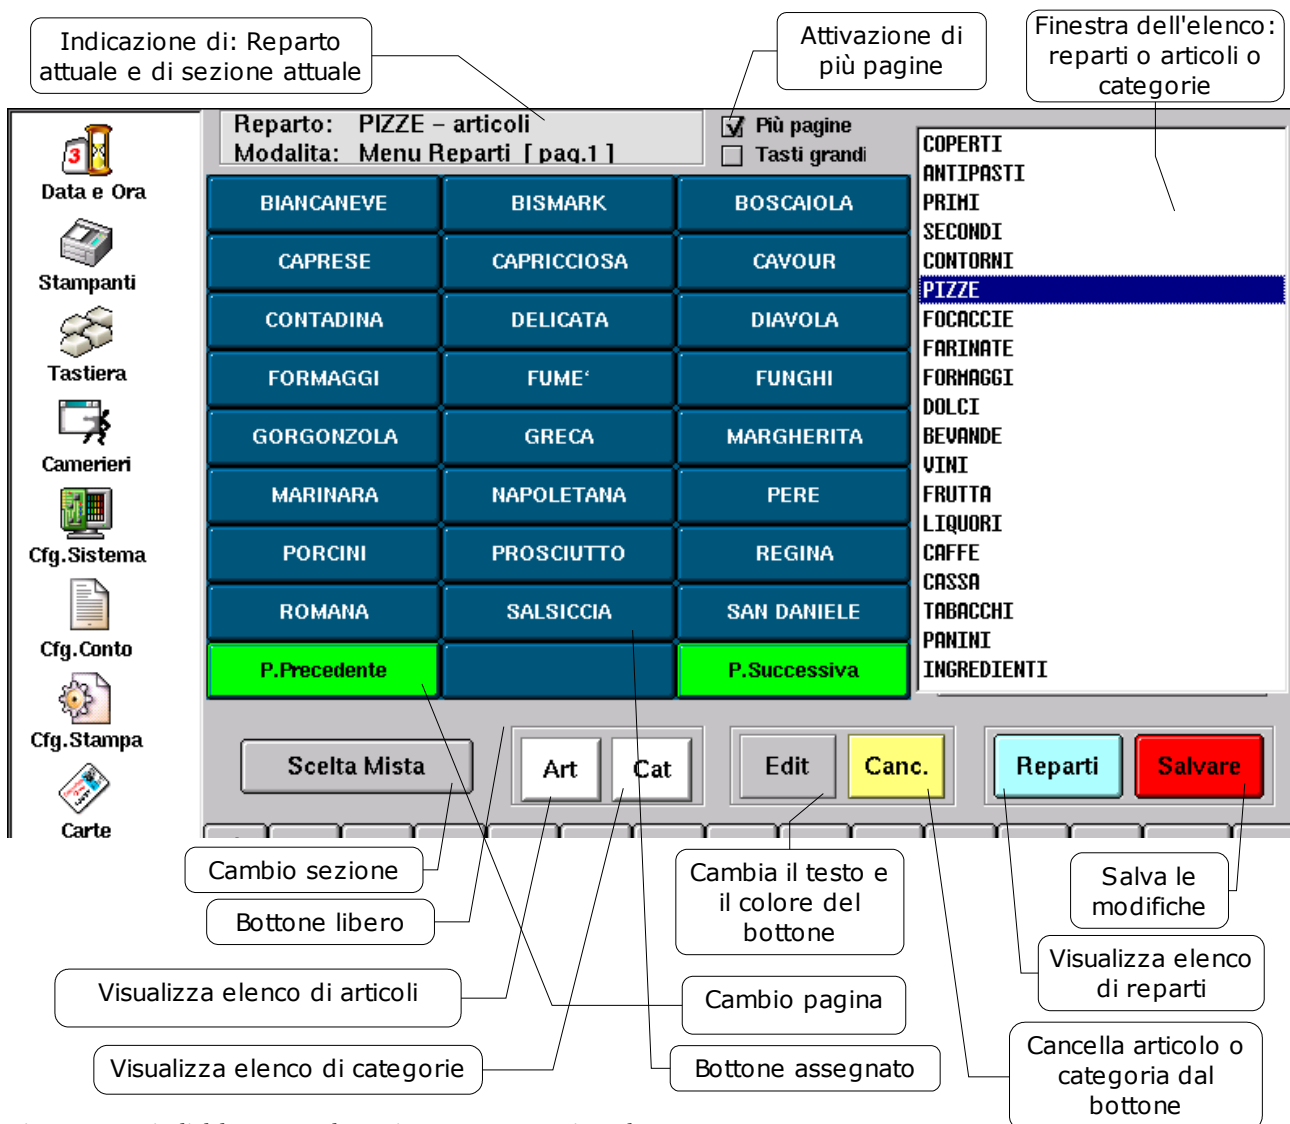 Indicazione di: Reparto
attuale e di sezione attuale
Attivazione di
più pagine
Finestra dell'elenco:
reparti o articoli o
categorie
Reparto: PIZZE – articoli
Modalita: Menu Reparti [ pag.1 ]
Più pagine
Tasti grandi
Data e Ora
Stampanti
Tastiera
Camerieri
Cfg.Sistema
Cfg.Conto
Cfg.Stampa
Carte
BIANCANEVE BISMARK BOSCAIOLA
CAPRESE CAPRICCIOSA CAVOUR
CONTADINA DELICATA DIAVOLA
FORMAGGI FUME‘ FUNGHI
GORGONZOLA GRECA MARGHERITA
MARINARA NAPOLETANA PERE
PORCINI PROSCIUTTO REGINA
ROMANA SALSICCIA SAN DANIELE
P.Precedente P.Successiva
COPERTI
ANTIPASTI
PRIMI
SECONDI
CONTORNI
PIZZE
FOCACCIE
FARINATE
FORMAGGI
DOLCI
BEVANDE
VINI
FRUTTA
LIQUORI
CAFFE
CASSA
TABACCHI
PANINI
INGREDIENTI
Scelta Mista Art Cat Edit Canc. Reparti Salvare
Cambio sezione
Bottone libero
Visualizza elenco di articoli
Visualizza elenco di categorie
Cambia il testo e
il colore del
bottone
Cambio pagina
Bottone assegnato
Salva le
modifiche
Visualizza elenco
di reparti
Cancella articolo o
categoria dal
bottone